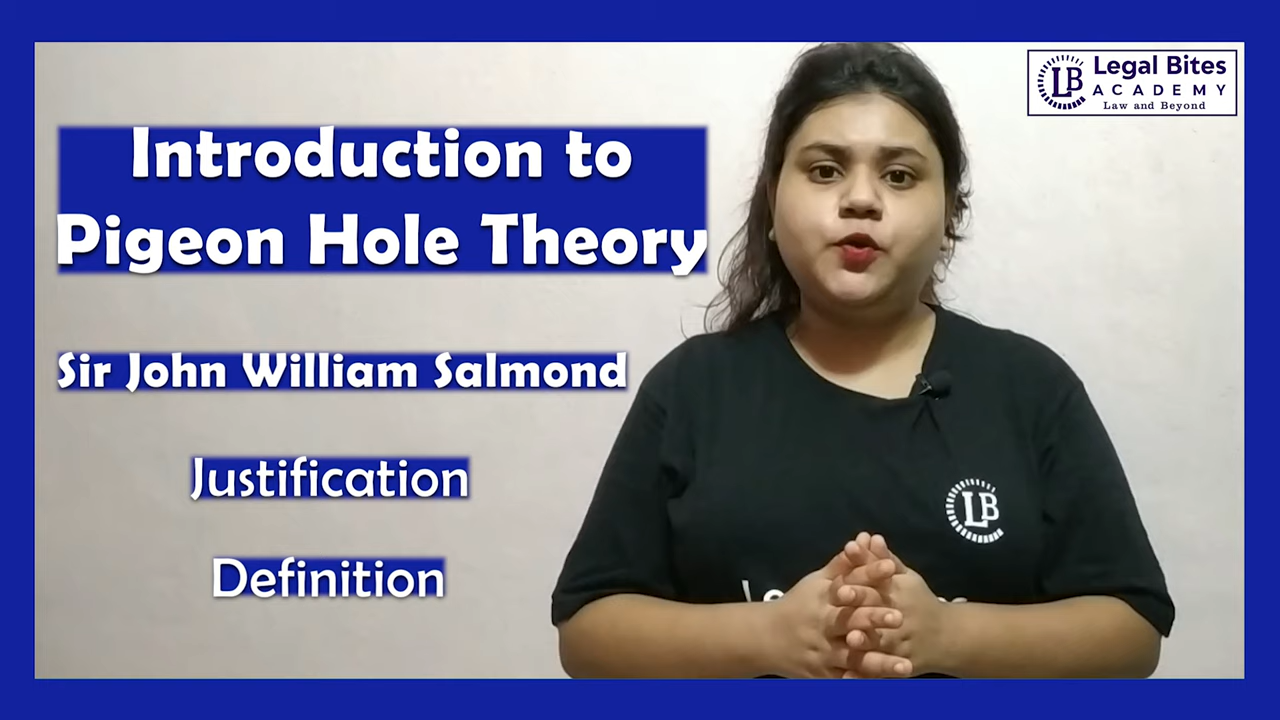 Introduction to
Pigeon Hole Theory
Sir John William Salmond
Justification
Definition
LB
Legal Bites
ACADEMY
Law and Beyond
LB